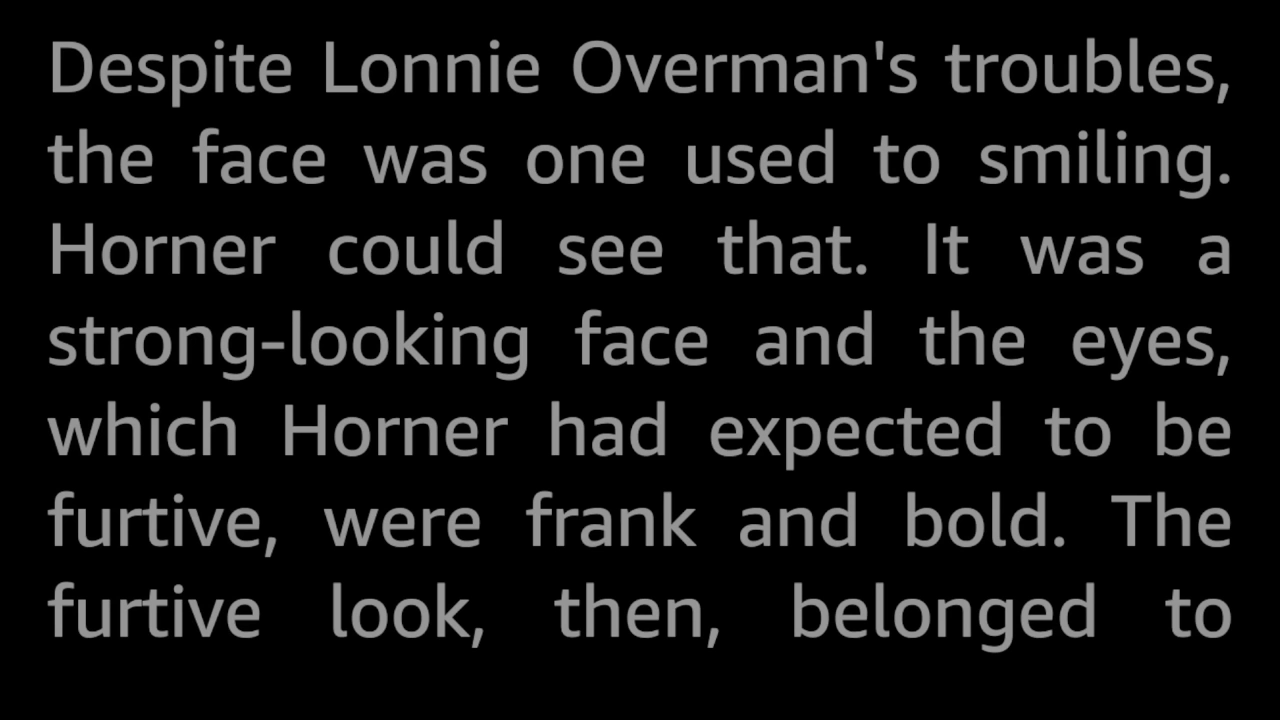 Despite Lonnie Overman's troubles,
the face was one used to smiling.
Horner could see that. It was a
strong-looking face and the eyes,
which Horner had expected to be
furtive, were frank and bold. The
furtive look, then, belonged to